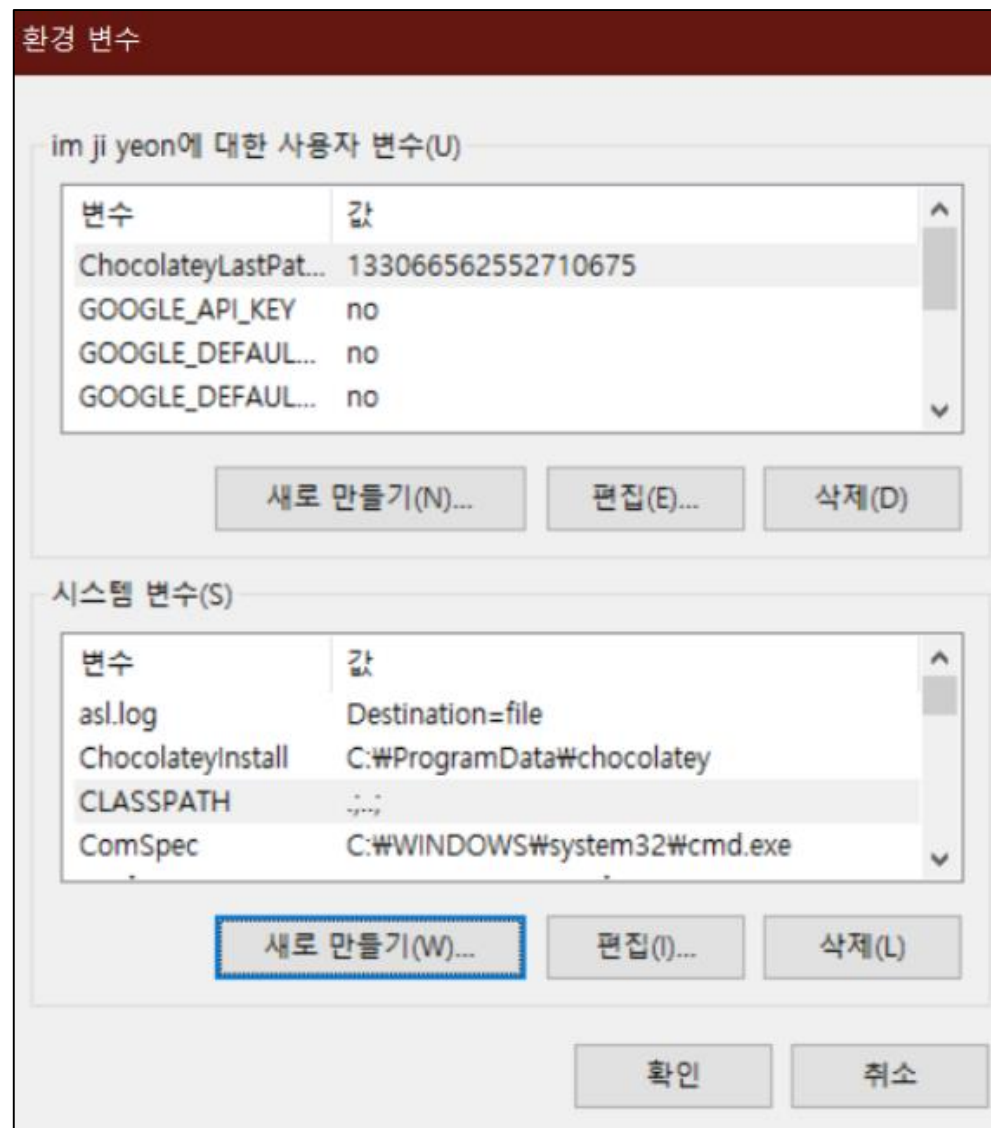 환경 변수
im ji yeon에 대한 사용자 변수(U)
변수 값
ChocolateyLastPat... 133066562552710675
GOOGLE_API_KEY no
GOOGLE_DEFAUL... no
GOOGLE_DEFAUL... no
새로 만들기(N)... 편집(E)... 삭제(D)
시스템 변수(S)
변수 값
asl.log Destination=file
ChocolateyInstall C:₩ProgramData₩chocolatey
CLASSPATH .;..;
ComSpec C:₩WINDOWS₩system32₩cmd.exe
새로 만들기(W)... 편집(I)... 삭제(L)
확인 취소